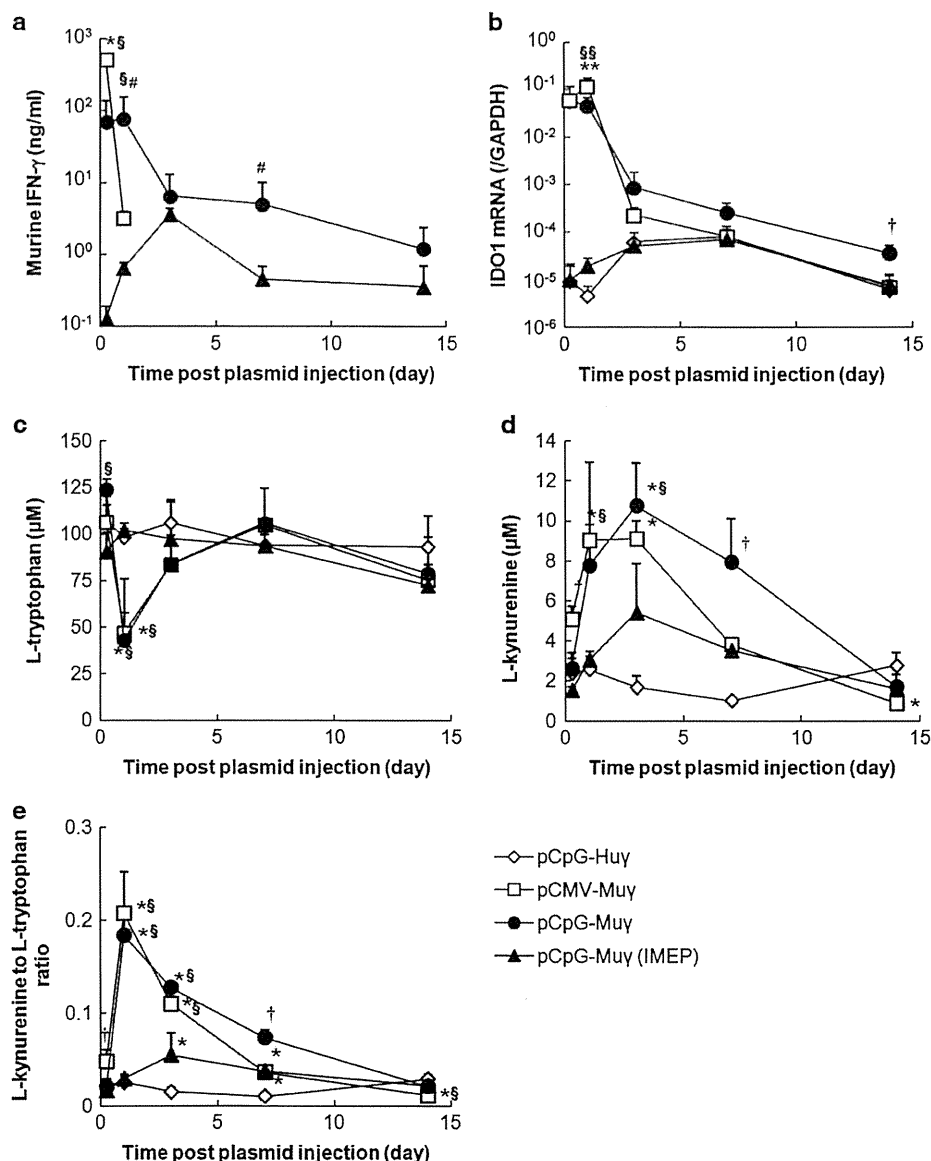 a
Murine IFN-γ (ng/ml)
10³
10²
10¹
10⁰
10⁻¹
*§
§#
#
0 5 10 15
Time post plasmid injection (day)
b
IDO1 mRNA (/GAPDH)
10⁰
10⁻¹
10⁻²
10⁻³
10⁻⁴
10⁻⁵
10⁻⁶
§§
**
†
0 5 10 15
Time post plasmid injection (day)
c
L-tryptophan (μM)
150
125
100
75
50
25
0
§
*§
*§
0 5 10 15
Time post plasmid injection (day)
d
L-kynurenine (μM)
14
12
10
8
6
4
2
0
*§
*§
*
†
*
0 5 10 15
Time post plasmid injection (day)
e
L-kynurenine to L-tryptophan
ratio
0.3
0.2
0.1
0
†
*§
*§
*§
*§
*
†
*
*
*§
0 5 10 15
Time post plasmid injection (day)
pCpG-Huγ
pCMV-Muγ
pCpG-Muγ
pCpG-Muγ (IMEP)